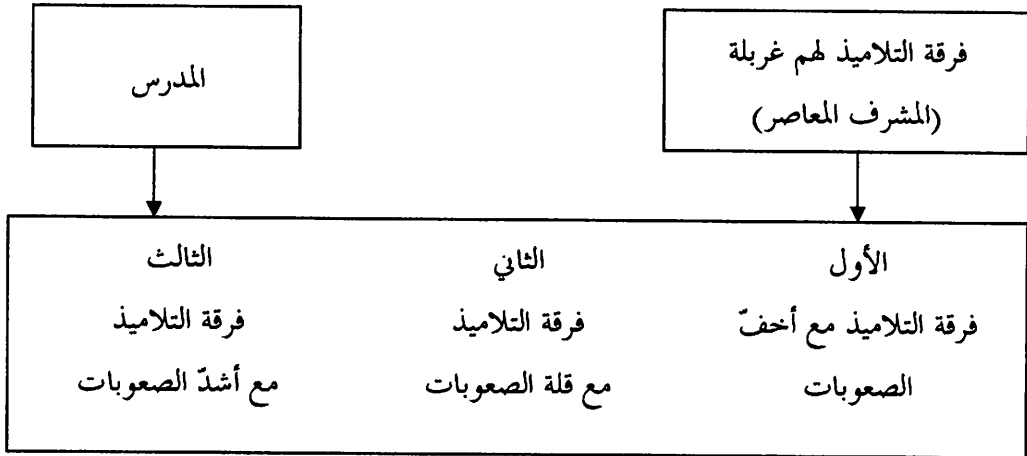 فرقة التلاميذ لهم غربلة
(المشرف المعاصر)
المدرس
الأول
فرقة التلاميذ مع أخفّ
الصعوبات
الثاني
فرقة التلاميذ
مع قلة الصعوبات
الثالث
فرقة التلاميذ
مع أشدّ الصعوبات